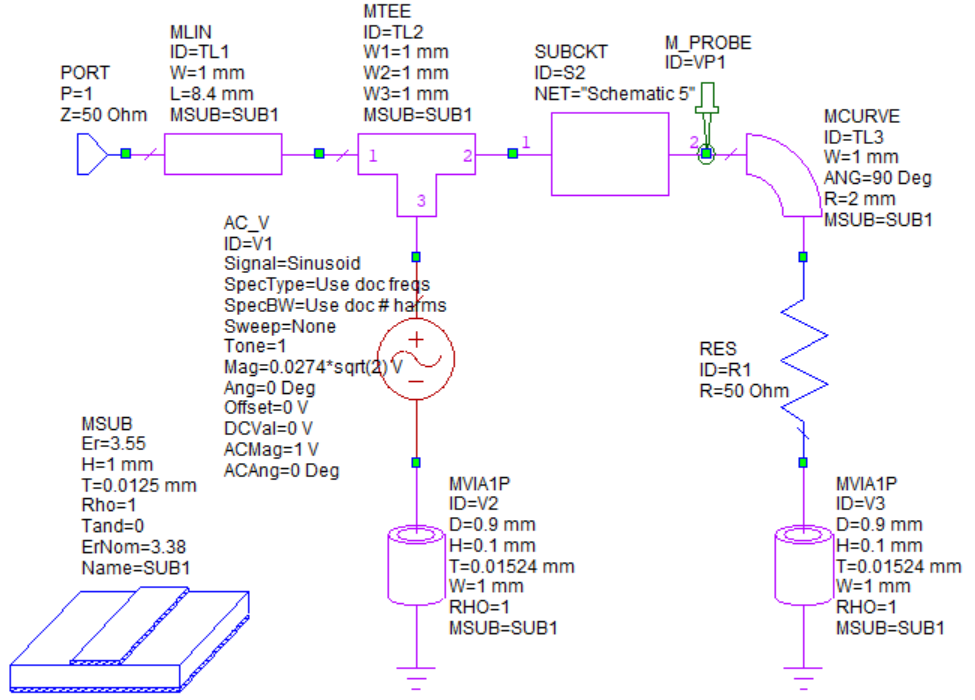 PORT
P=1
Z=50 Ohm
MLIN
ID=TL1
W=1 mm
L=8.4 mm
MSUB=SUB1
MTEE
ID=TL2
W1=1 mm
W2=1 mm
W3=1 mm
MSUB=SUB1
1
2
3
SUBCKT
ID=S2
NET="Schematic 5"
1
2
M_PROBE
ID=VP1
MCURVE
ID=TL3
W=1 mm
ANG=90 Deg
R=2 mm
MSUB=SUB1
AC_V
ID=V1
Signal=Sinusoid
SpecType=Use doc freqs
SpecBW=Use doc # harms
Sweep=None
Tone=1
Mag=0.0274*sqrt(2) V
Ang=0 Deg
Offset=0 V
DCVal=0 V
ACMag=1 V
ACAng=0 Deg
RES
ID=R1
R=50 Ohm
MSUB
Er=3.55
H=1 mm
T=0.0125 mm
Rho=1
Tand=0
ErNom=3.38
Name=SUB1
MVIA1P
ID=V2
D=0.9 mm
H=0.1 mm
T=0.01524 mm
W=1 mm
RHO=1
MSUB=SUB1
MVIA1P
ID=V3
D=0.9 mm
H=0.1 mm
T=0.01524 mm
W=1 mm
RHO=1
MSUB=SUB1